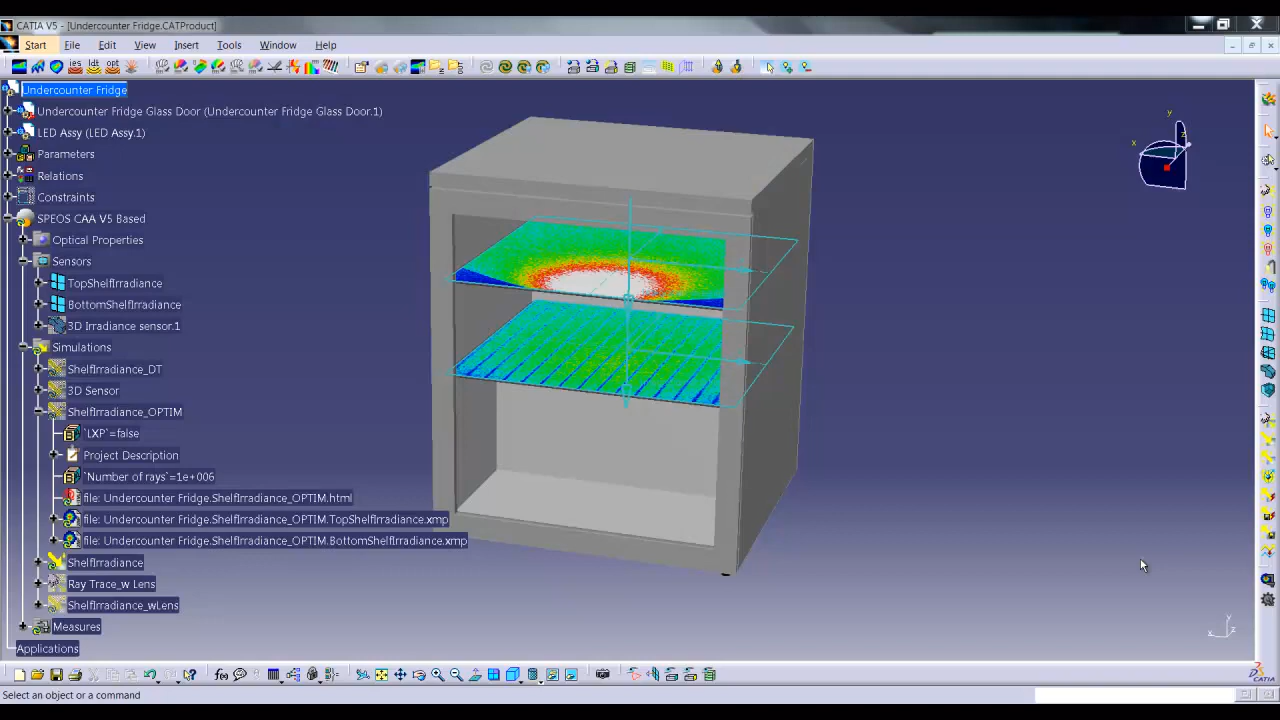 CATIA V5 - [Undercounter Fridge.CATProduct]
Start File Edit View Insert Tools Window Help
ies ldt opt
Undercounter Fridge
Undercounter Fridge Glass Door (Undercounter Fridge Glass Door.1)
LED Assy (LED Assy.1)
Parameters
Relations
Constraints
SPEOS CAA V5 Based
Optical Properties
Sensors
TopShelfIrradiance
BottomShelfIrradiance
3D Irradiance sensor.1
Simulations
ShelfIrradiance_DT
3D Sensor
ShelfIrradiance_OPTIM
`LXP`=false
Project Description
`Number of rays`=1e+006
file: Undercounter Fridge.ShelfIrradiance_OPTIM.html
file: Undercounter Fridge.ShelfIrradiance_OPTIM.TopShelfIrradiance.xmp
file: Undercounter Fridge.ShelfIrradiance_OPTIM.BottomShelfIrradiance.xmp
ShelfIrradiance
Ray Trace_w Lens
ShelfIrradiance_wLens
Measures
Applications
y
x
z
y
x z
CATIA
Select an object or a command